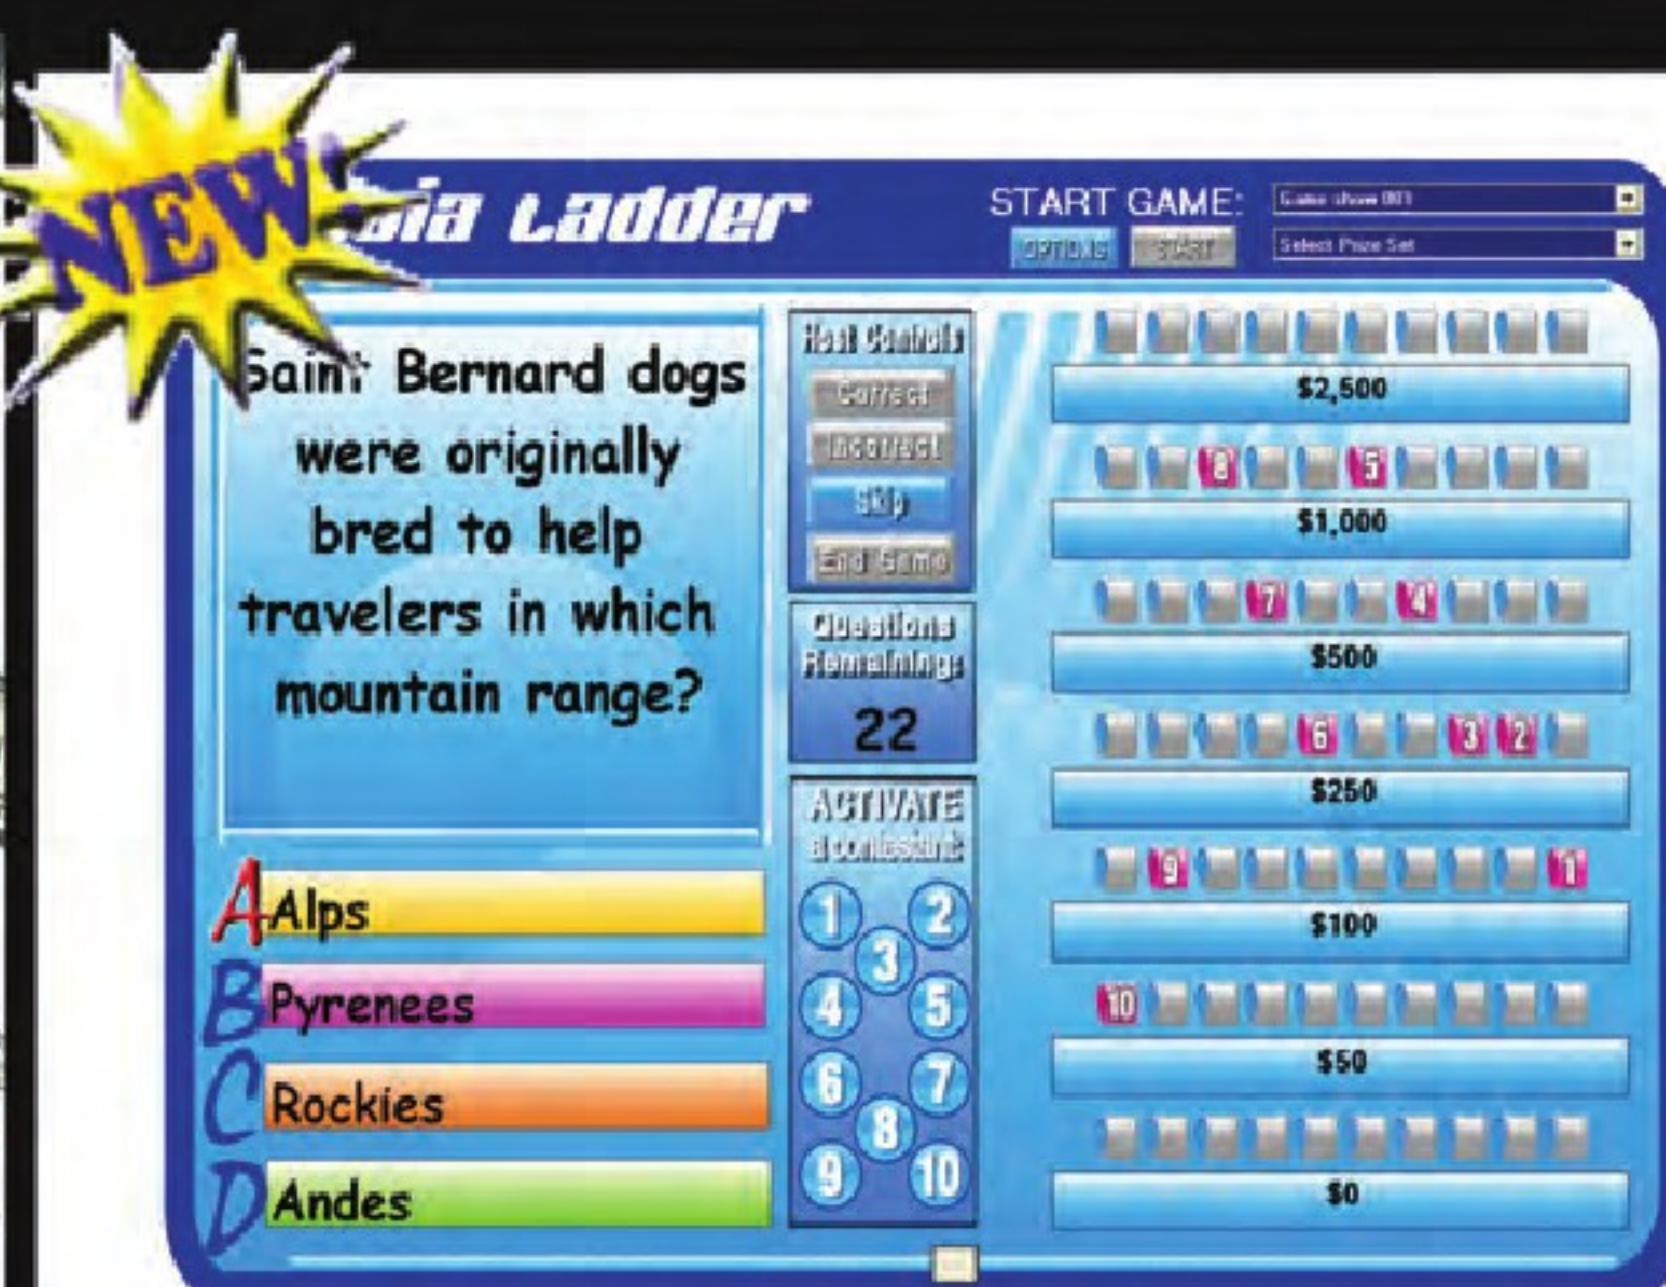 NEW
Ladder
START GAME:
Game show 001
OPTIONS
START
Select Prize Set
Saint Bernard dogs
were originally
bred to help
travelers in which
mountain range?
A Alps
B Pyrenees
C Rockies
D Andes
Host Controls
Correct
Incorrect
Skip
End Game
Questions
Remaining:
22
ACTIVATE
a contestant:
1 2
3
4 5
6 7
8
9 10
$2,500
8 5
$1,000
7 4
$500
6 3 2
$250
9 1
$100
10
$50
$0